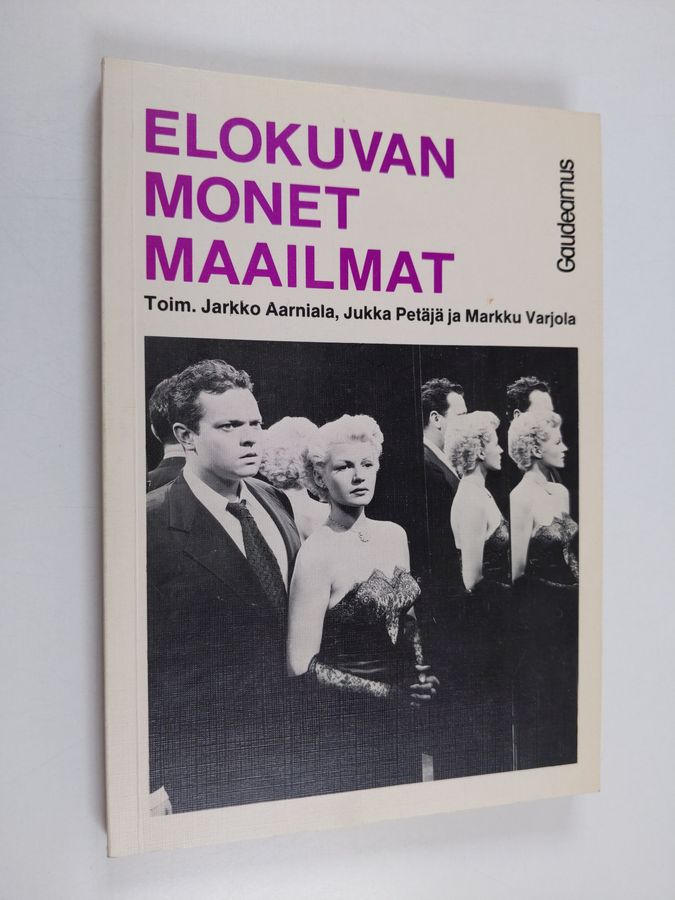 ELOKUVAN
MONET
MAAILMAT
Toim. Jarkko Aarniala, Jukka Petäjä ja Markku Varjola
Gaudeamus